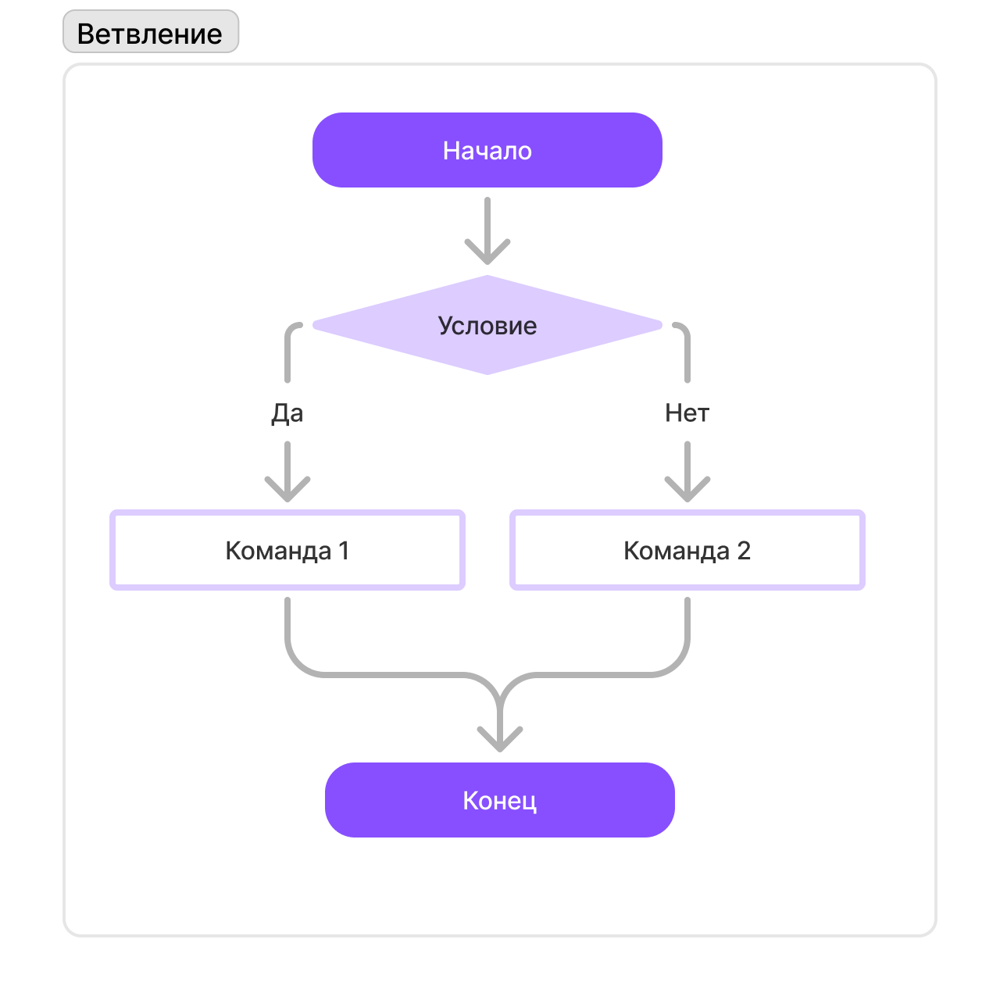 Ветвление
Начало
Условие
Да
Нет
Команда 1
Команда 2
Конец